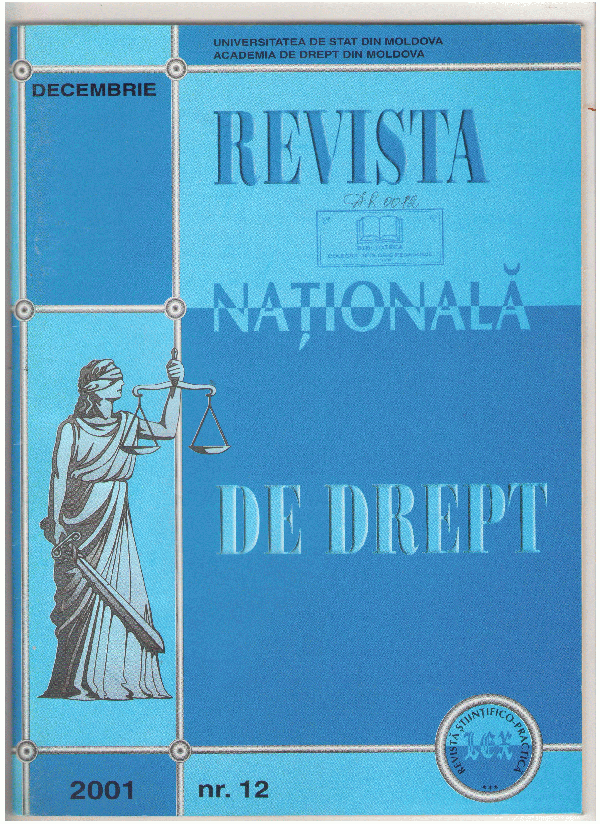 UNIVERSITATEA DE STAT DIN MOLDOVA
ACADEMIA DE DREPT DIN MOLDOVA
DECEMBRIE
REVISTA
BIBLIOTECA
NAȚIONALĂ
DE DREPT
REVISTĂ ȘTIINȚIFICO-PRACTICĂ
LEX
2001
nr. 12